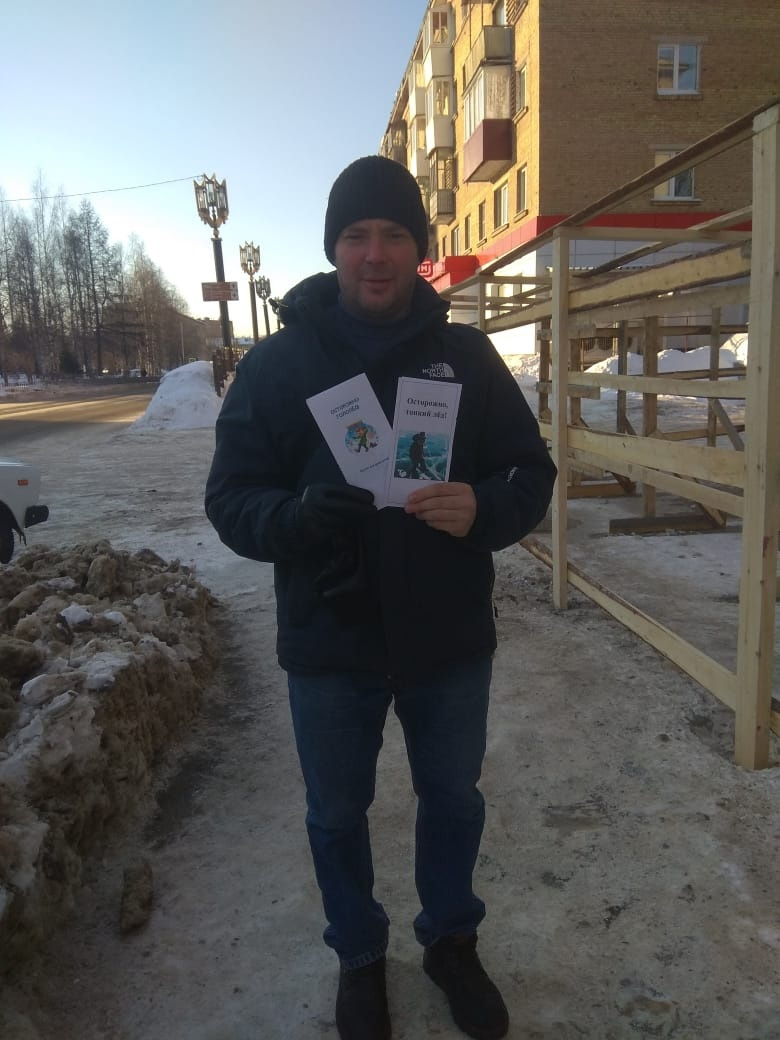 ОСТОРОЖНО
ГОЛОЛЁД
Осторожно,
тонкий лёд!
THE
NORTH
FACE